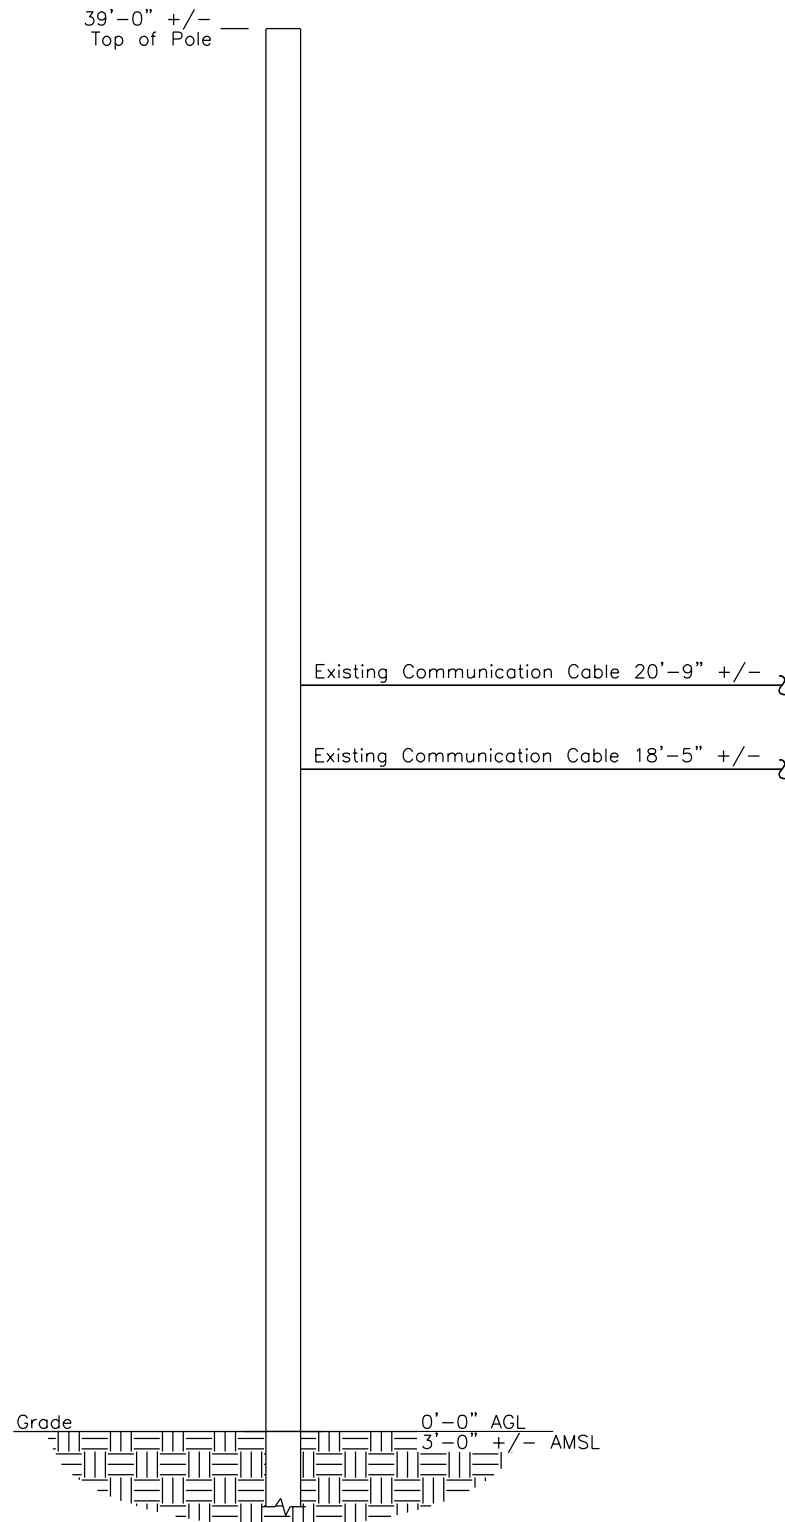 39'-0" +/-
Top of Pole
Existing Communication Cable 20'-9" +/-
Existing Communication Cable 18'-5" +/-
Grade
0'-0" AGL
3'-0" +/- AMSL